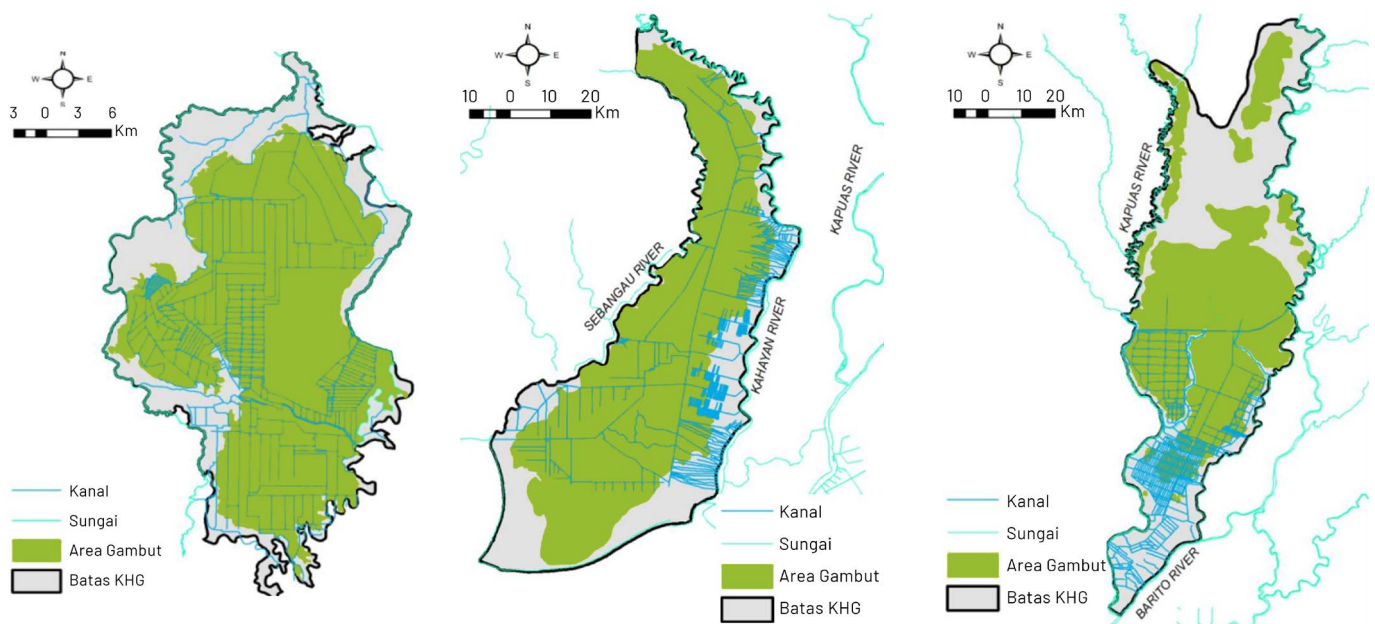 N
W E
S
3 0 3 6 Km
Kanal
Sungai
Area Gambut
Batas KHG
N
W E
S
10 0 10 20 Km
SEBANGAU RIVER
KAHAYAN RIVER
KAPUAS RIVER
Kanal
Sungai
Area Gambut
Batas KHG
N
W E
S
10 0 10 20 Km
KAPUAS RIVER
BARITO RIVER
Kanal
Sungai
Area Gambut
Batas KHG